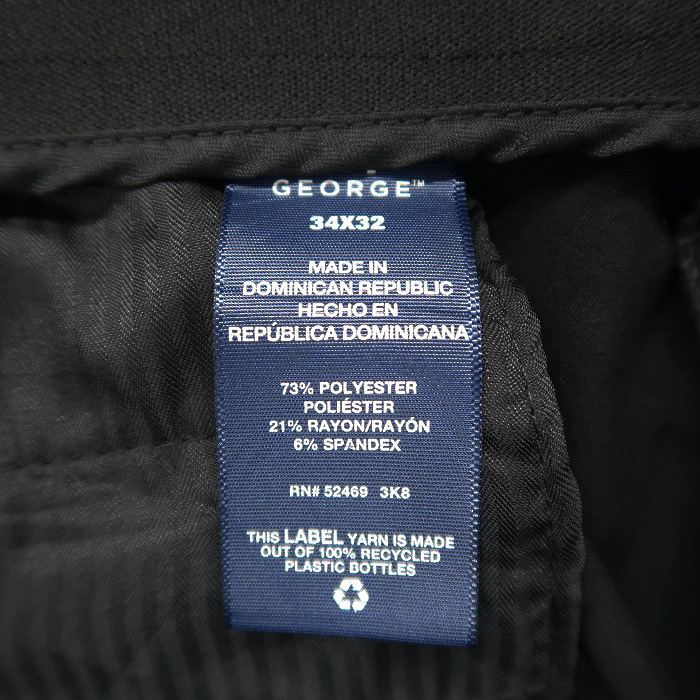 GEORGE™
34X32
MADE IN
DOMINICAN REPUBLIC
HECHO EN
REPÚBLICA DOMINICANA
73% POLYESTER
POLIÉSTER
21% RAYON/RAYÓN
6% SPANDEX
RN# 52469 3K8
THIS LABEL YARN IS MADE
OUT OF 100% RECYCLED
PLASTIC BOTTLES